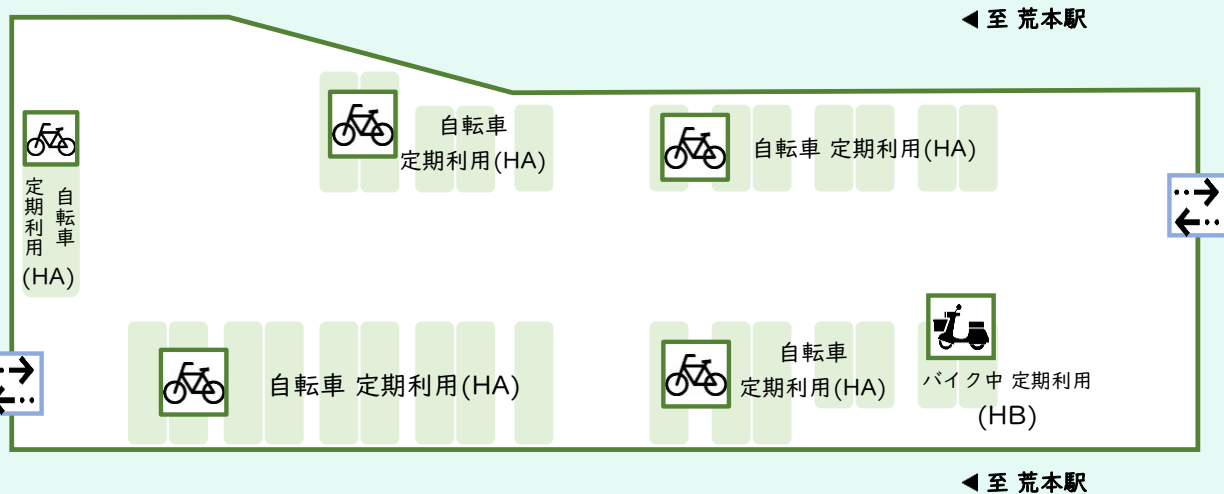 ◀ 至 荒本駅
自転車
定期利用(HA)
自転車 定期利用(HA)
自転車
定期利用
(HA)
自転車 定期利用(HA)
自転車
定期利用(HA)
バイク中 定期利用
(HB)
◀ 至 荒本駅